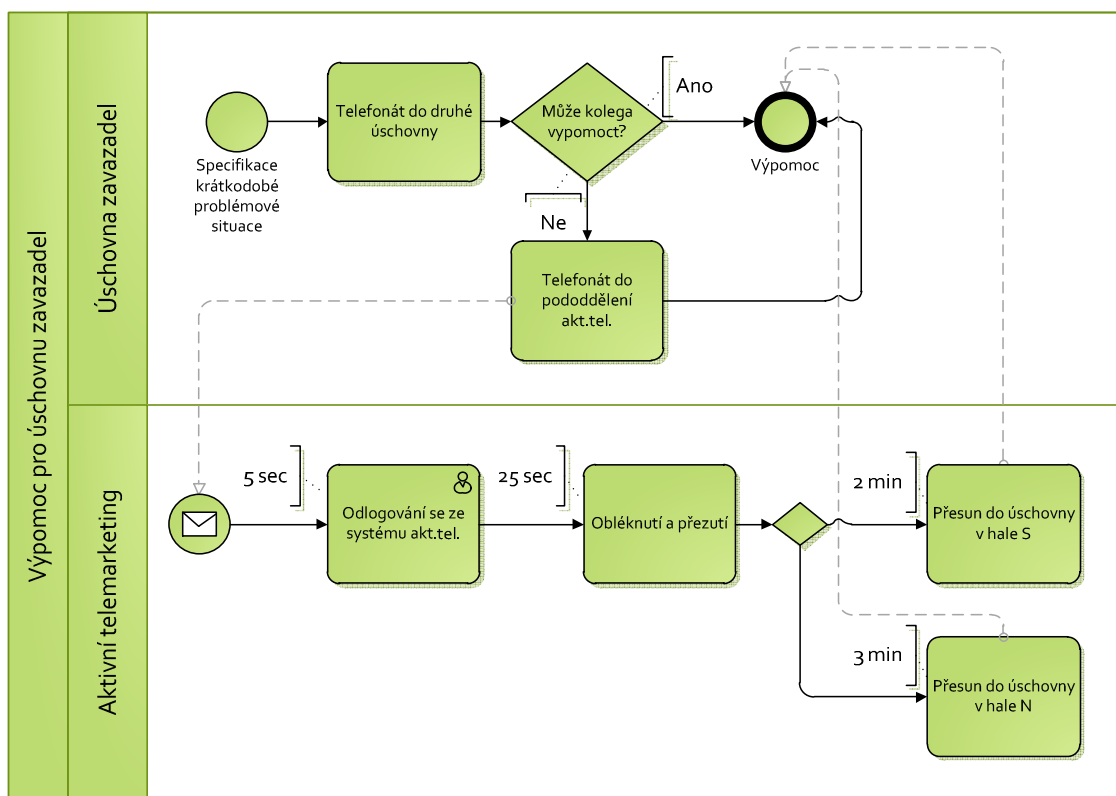 Výpomoc pro úschovnu zavazadel
Úschovna zavazadel
Specifikace
krátkodobé
problémové
situace
Telefonát do druhé
úschovny
Může kolega
vypomoct?
Ano
Výpomoc
Ne
Telefonát do
pododdělení
akt.tel.
Aktivní telemarketing
5 sec
Odlogování se ze
systému akt.tel.
25 sec
Obléknutí a přezutí
2 min
Přesun do úschovny
v hale S
3 min
Přesun do úschovny
v hale N